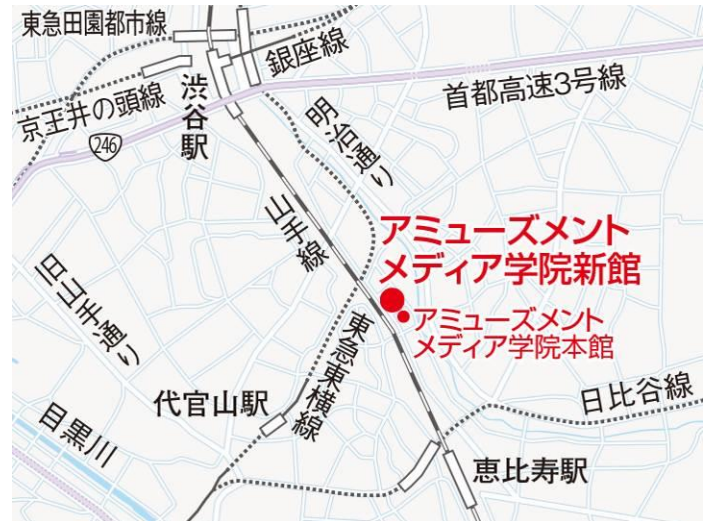 東急田園都市線
銀座線
首都高速3号線
京王井の頭線
渋谷駅
246
明治通り
山手線
アミューズメント
メディア学院新館
アミューズメント
メディア学院本館
旧山手通り
東急東横線
代官山駅
日比谷線
目黒川
恵比寿駅